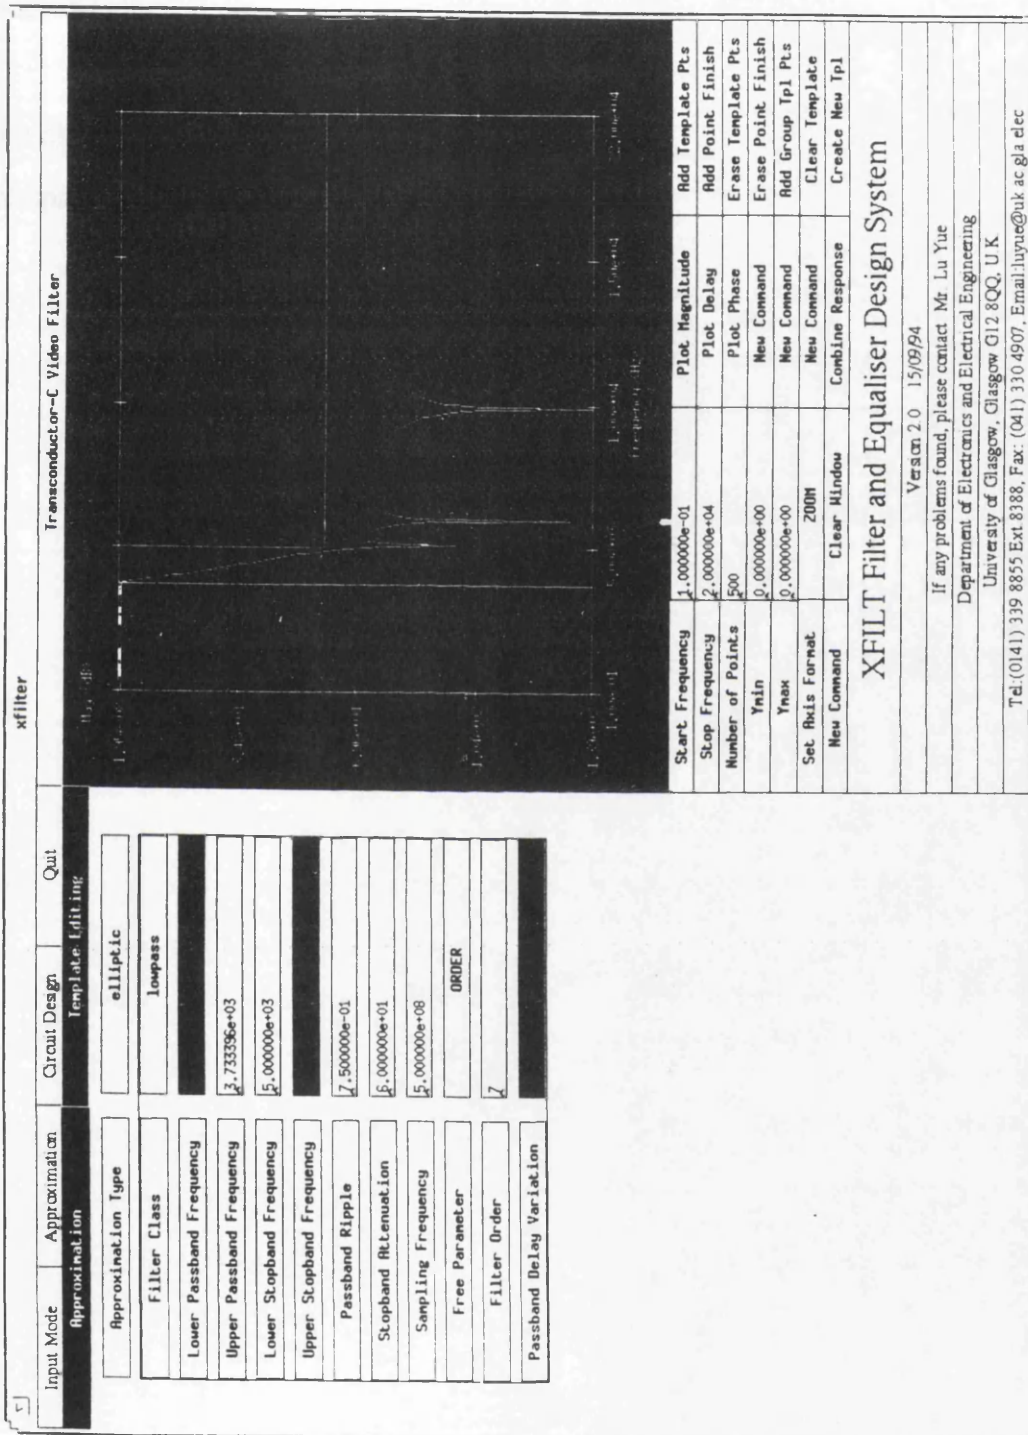 xfilter
Input Mode
Approximation
Circuit Design
Quit
Transconductor-C Video Filter
Approximation
Template Editing
Approximation Type
elliptic
Filter Class
lowpass
Lower Passband Frequency
Upper Passband Frequency
3.733396e+03
Lower Stopband Frequency
5.000000e+03
Upper Stopband Frequency
Passband Ripple
7.500000e-01
Stopband Attenuation
6.000000e+01
Sampling Frequency
5.000000e+08
Free Parameter
ORDER
Filter Order
7
Passband Delay Variation
Start Frequency
1.000000e-01
Plot Magnitude
Add Template Pts
Stop Frequency
2.000000e+04
Plot Delay
Add Point Finish
Number of Points
500
Plot Phase
Erase Template Pts
Ymin
0.000000e+00
New Command
Erase Point Finish
Ymax
0.000000e+00
New Command
Add Group Tpl Pts
Set Axis Format
ZOOM
New Command
Clear Template
New Command
Clear Window
Combine Response
Create New Tpl
XFILT Filter and Equaliser Design System
Version 2.0 15/09/94
If any problems found, please contact Mr. Lu Yue
Department of Electronics and Electrical Engineering
University of Glasgow, Glasgow G12 8QQ, U K
Tel:(0141) 339 8855 Ext 8388, Fax: (041) 330 4907, Email:luyue@uk ac gla elec